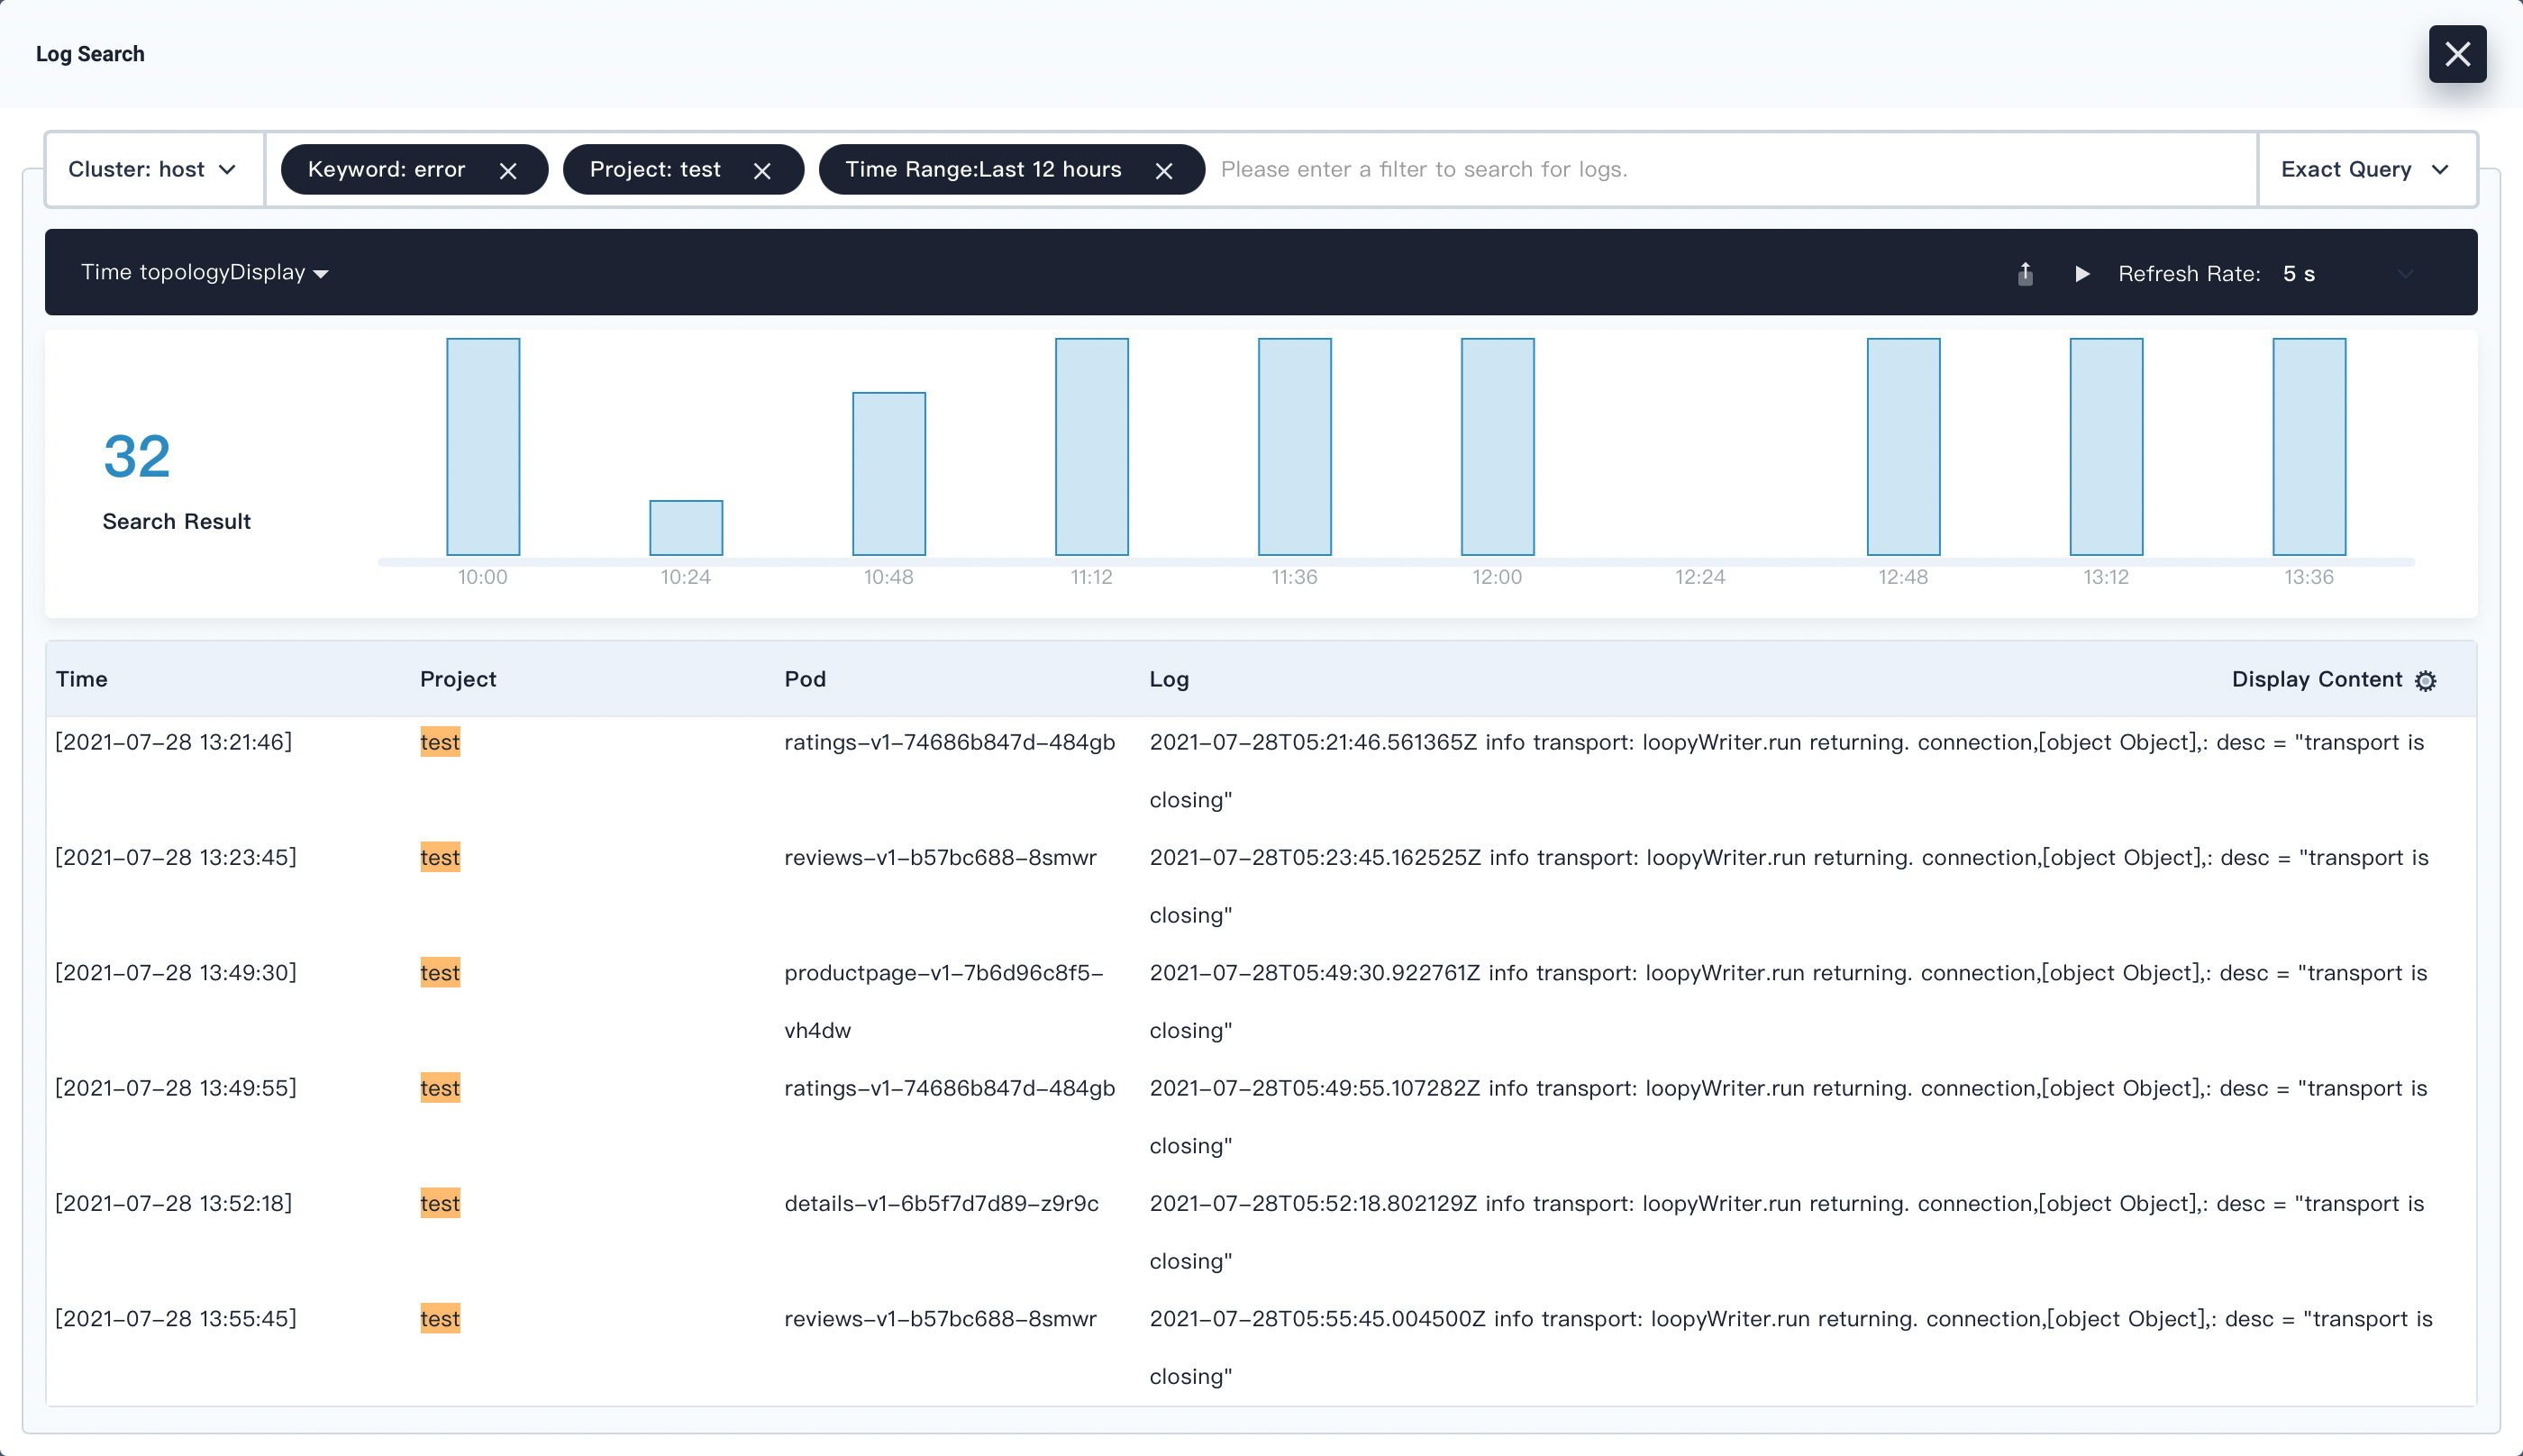 Log Search
Cluster: host
Keyword: error
Project: test
Time Range:Last 12 hours
Please enter a filter to search for logs.
Exact Query
Time topologyDisplay
Refresh Rate: 5 s
32
Search Result
10:00 10:24 10:48 11:12 11:36 12:00 12:24 12:48 13:12 13:36
Time Project Pod Log Display Content
[2021-07-28 13:21:46] test ratings-v1-74686b847d-484gb 2021-07-28T05:21:46.561365Z info transport: loopyWriter.run returning. connection,[object Object],: desc = "transport is
closing"
[2021-07-28 13:23:45] test reviews-v1-b57bc688-8smwr 2021-07-28T05:23:45.162525Z info transport: loopyWriter.run returning. connection,[object Object],: desc = "transport is
closing"
[2021-07-28 13:49:30] test productpage-v1-7b6d96c8f5- 2021-07-28T05:49:30.922761Z info transport: loopyWriter.run returning. connection,[object Object],: desc = "transport is
vh4dw closing"
[2021-07-28 13:49:55] test ratings-v1-74686b847d-484gb 2021-07-28T05:49:55.107282Z info transport: loopyWriter.run returning. connection,[object Object],: desc = "transport is
closing"
[2021-07-28 13:52:18] test details-v1-6b5f7d7d89-z9r9c 2021-07-28T05:52:18.802129Z info transport: loopyWriter.run returning. connection,[object Object],: desc = "transport is
closing"
[2021-07-28 13:55:45] test reviews-v1-b57bc688-8smwr 2021-07-28T05:55:45.004500Z info transport: loopyWriter.run returning. connection,[object Object],: desc = "transport is
closing"